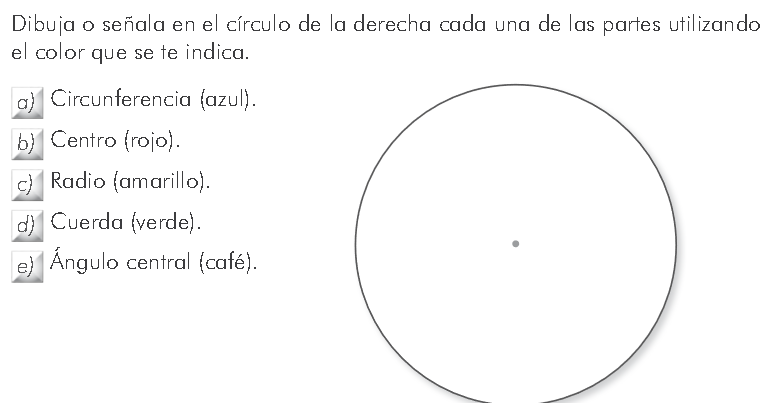 Dibuja o señala en el círculo de la derecha cada una de las partes utilizando
el color que se te indica.
a) Circunferencia (azul).
b) Centro (rojo).
c) Radio (amarillo).
d) Cuerda (verde).
e) Ángulo central (café).